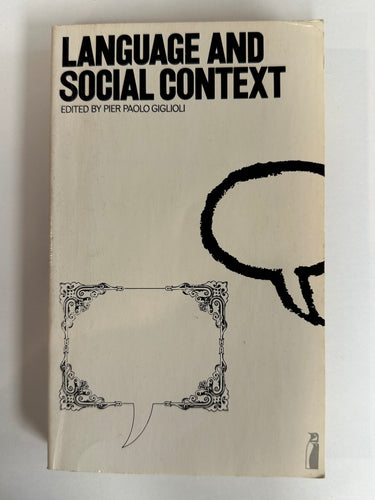 LANGUAGE AND
SOCIAL CONTEXT
EDITED BY PIER PAOLO GIGLIOLI